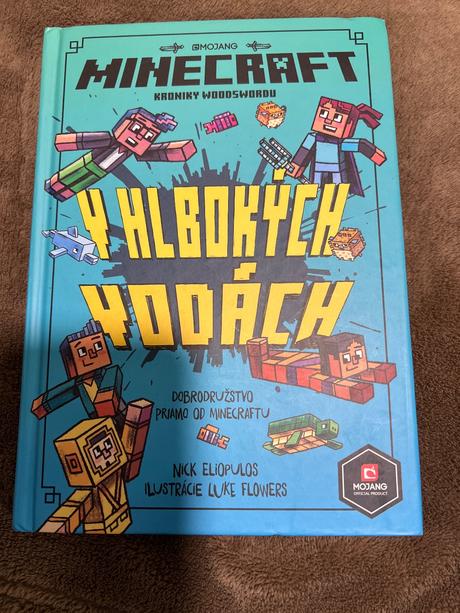 MOJANG
MINECRAFT
KRONIKY WOODSWORDU
V HLBOKÝCH
VODÁCH
DOBRODRUŽSTVO
PRIAMO OD MINECRAFTU
NICK ELIOPULOS
ILUSTRÁCIE LUKE FLOWERS
MOJANG
OFFICIAL PRODUCT